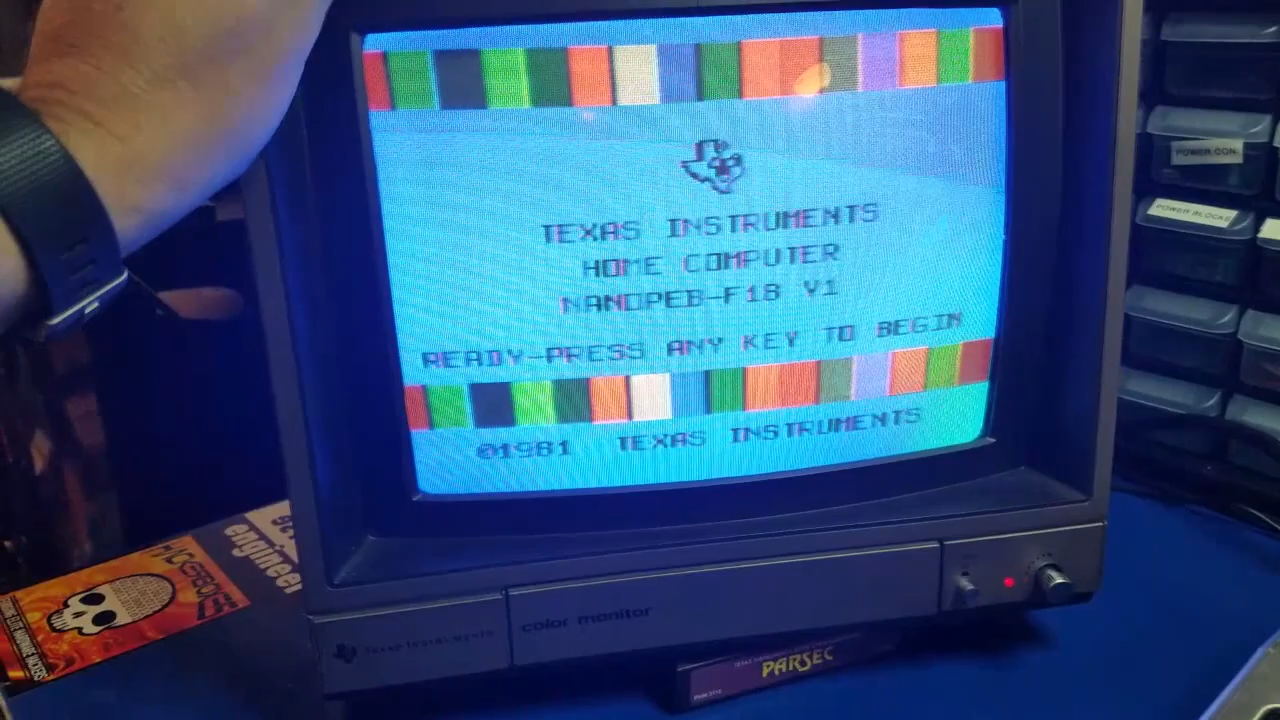 TEXAS INSTRUMENTS
HOME COMPUTER
NANOPEB-F18 V1
READY-PRESS ANY KEY TO BEGIN
©1981 TEXAS INSTRUMENTS
TEXAS INSTRUMENTS
color monitor
PARSEC
POWER CON.
POWER BLOCKS
engineer